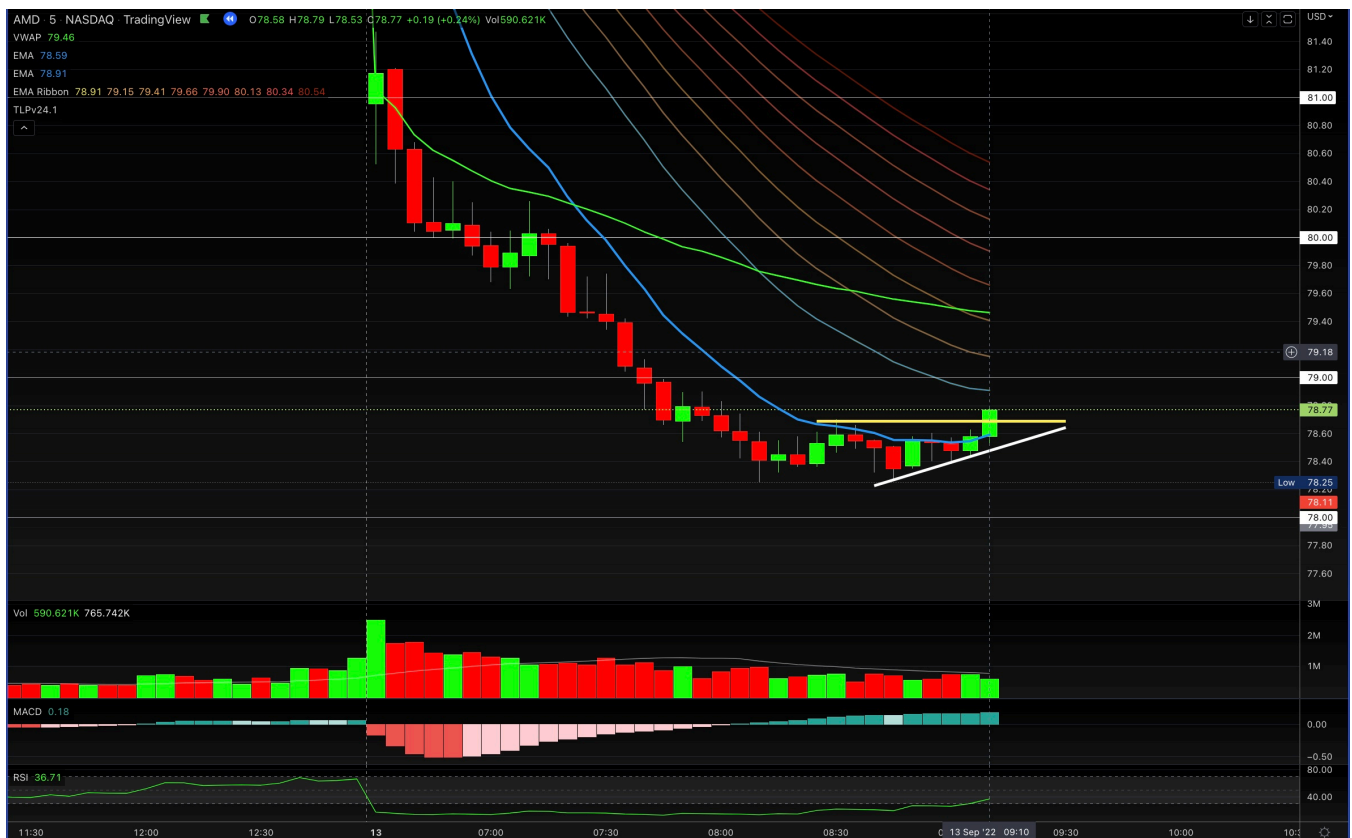 AMD · 5 · NASDAQ · TradingView O78.58 H78.79 L78.53 C78.77 +0.19 (+0.24%) Vol590.621K
VWAP 79.46
EMA 78.59
EMA 78.91
EMA Ribbon 78.91 79.15 79.41 79.66 79.90 80.13 80.34 80.54
TLPv24.1
USD
81.40
81.20
81.00
80.80
80.60
80.40
80.20
80.00
79.80
79.60
79.40
79.18
79.00
78.77
78.60
78.40
Low 78.25
78.20
78.11
78.00
77.95
77.80
77.60
Vol 590.621K 765.742K
3M
2M
1M
MACD 0.18
0.00
−0.50
RSI 36.71
80.00
40.00
11:30 12:00 12:30 13 07:00 07:30 08:00 08:30 13 Sep '22 09:10 09:30 10:00